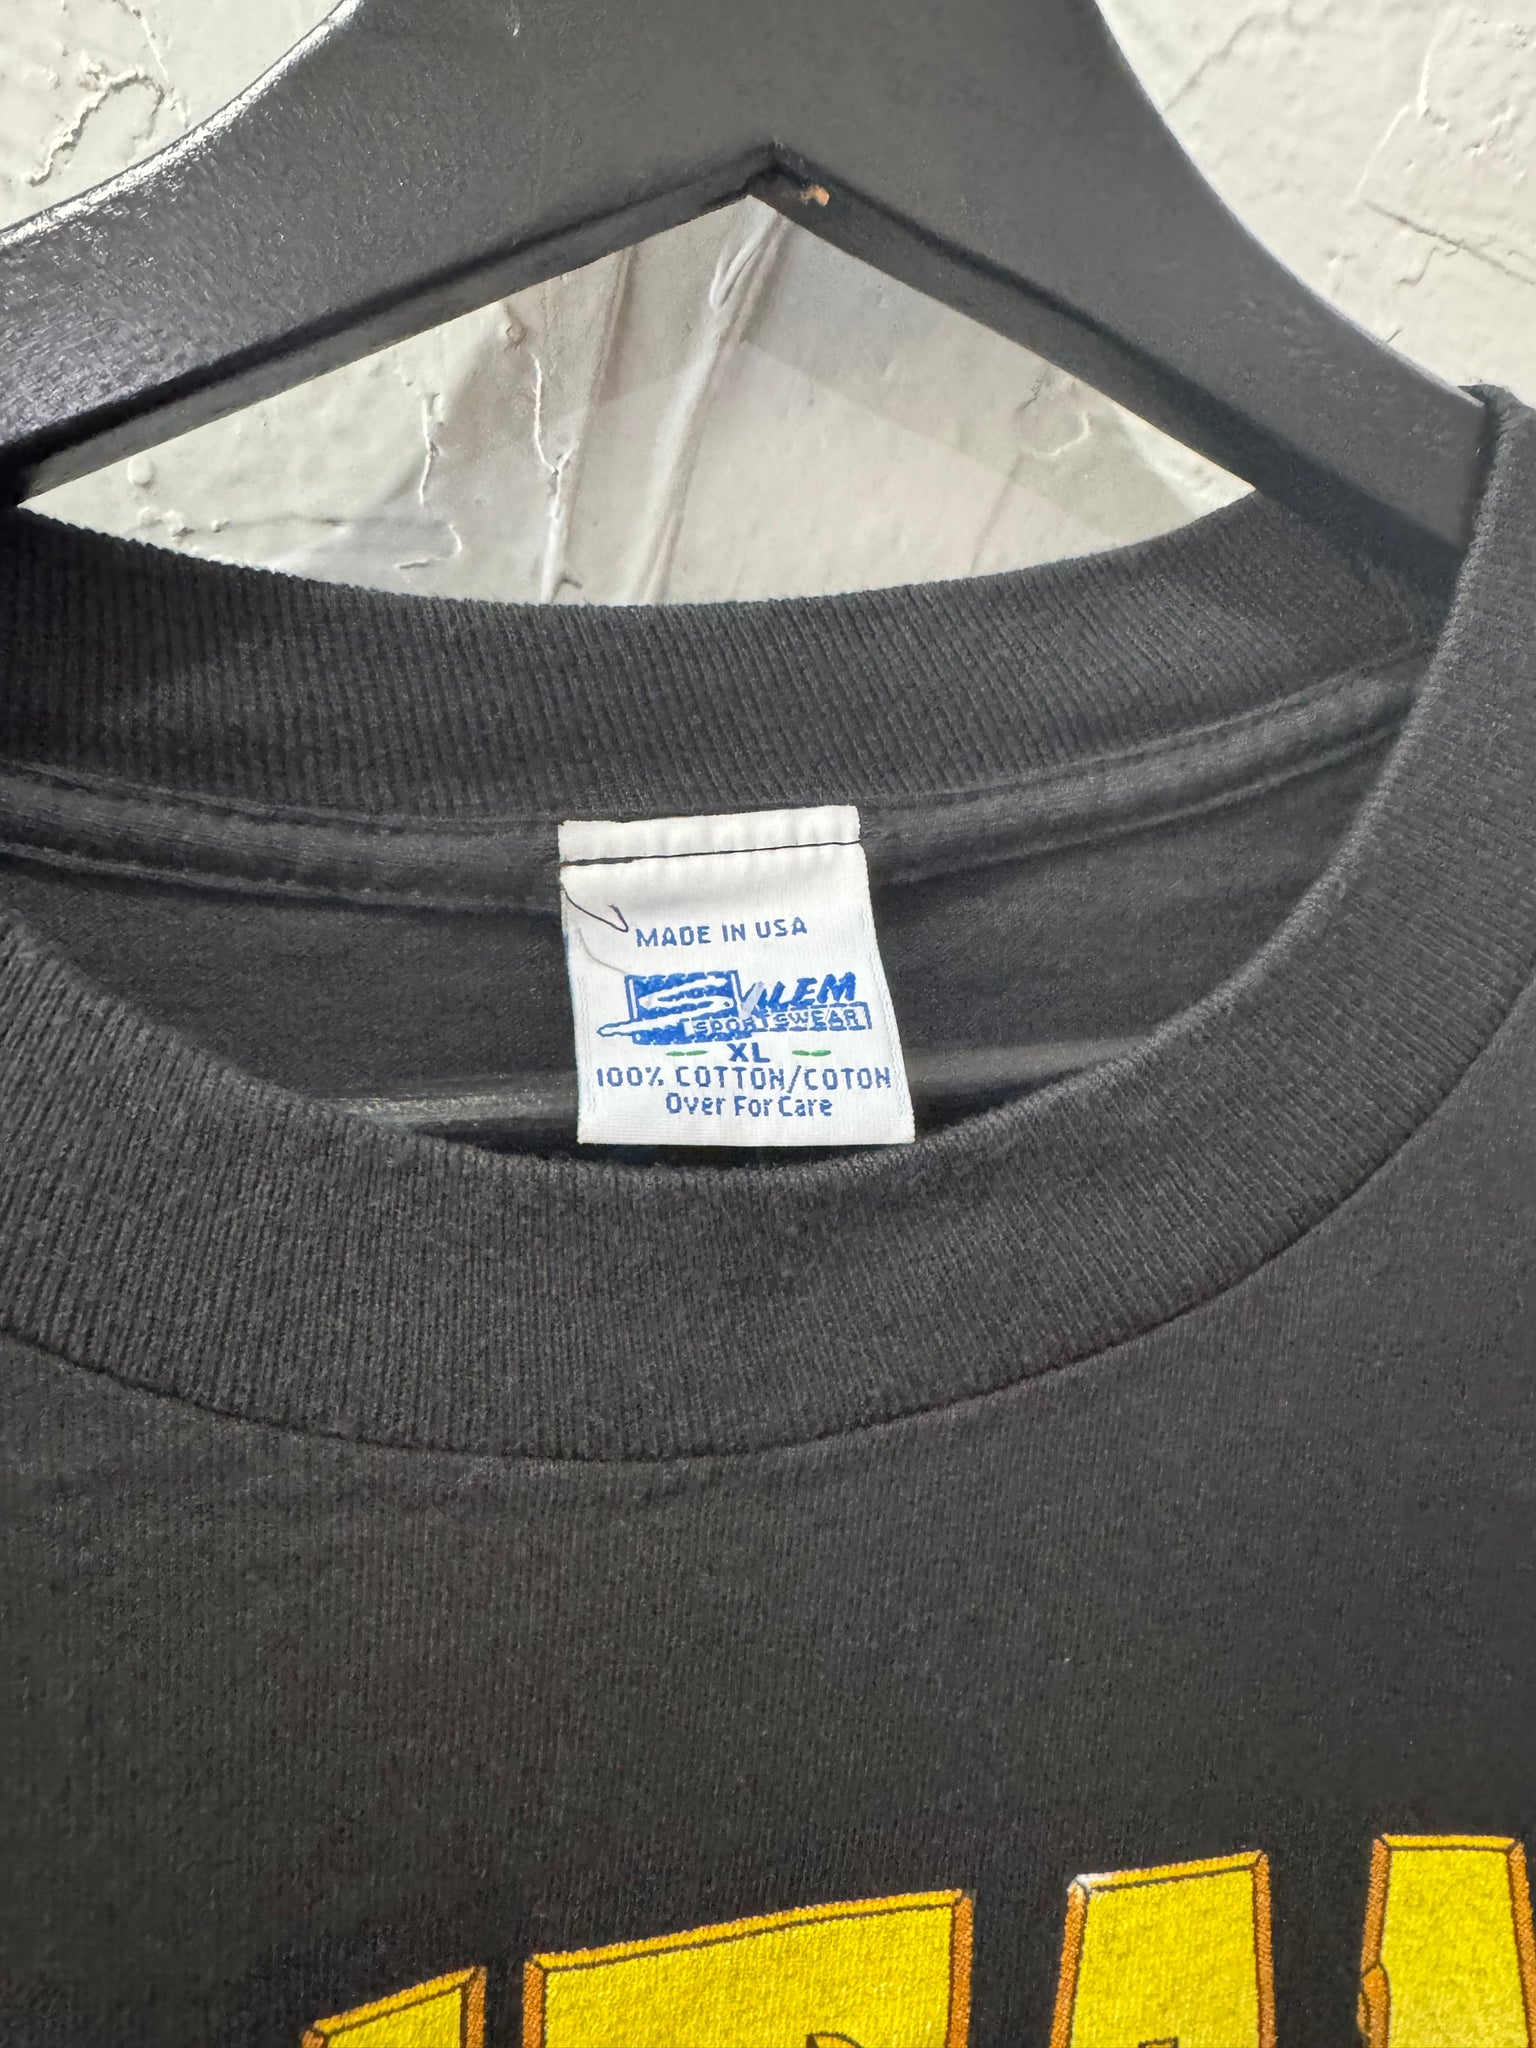 MADE IN USA
SALEM
SPORTSWEAR
XL
100% COTTON/COTON
Over For Care